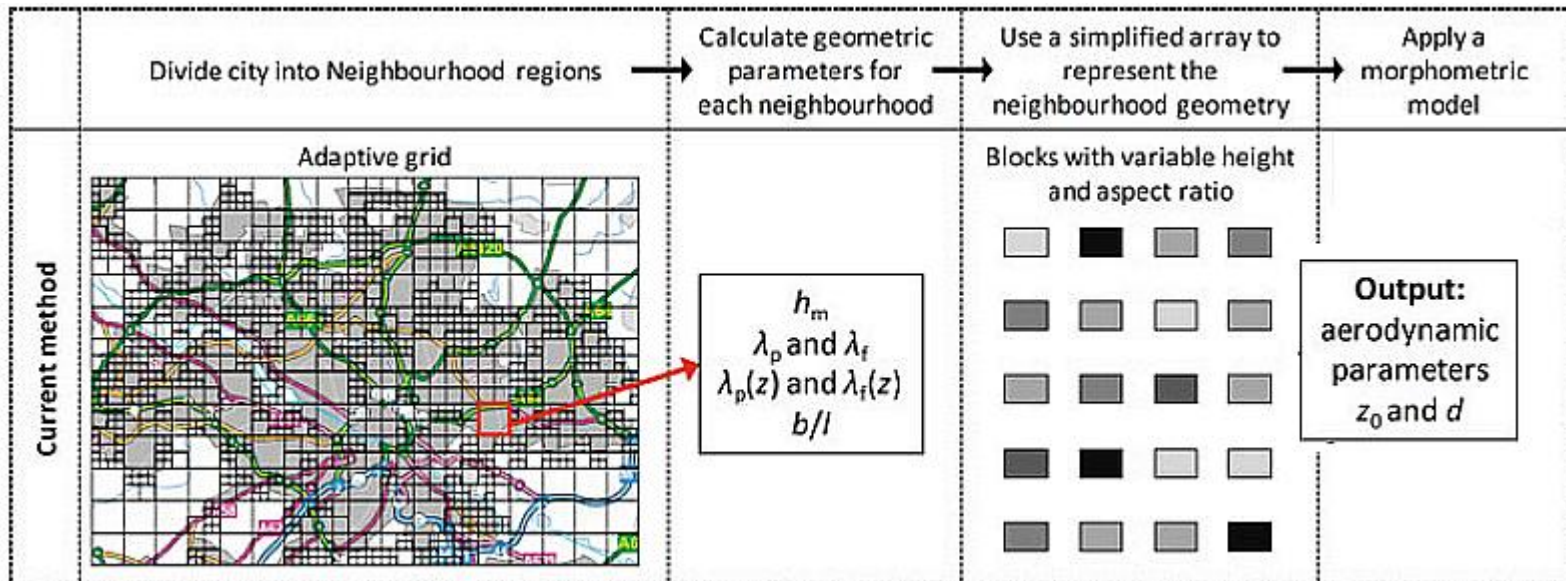 Divide city into Neighbourhood regions
Calculate geometric
parameters for
each neighbourhood
Use a simplified array to
represent the
neighbourhood geometry
Apply a
morphometric
model
Current method
Adaptive grid
h_m
λ_p and λ_f
λ_p(z) and λ_f(z)
b/l
Blocks with variable height
and aspect ratio
Output:
aerodynamic
parameters
z_0 and d